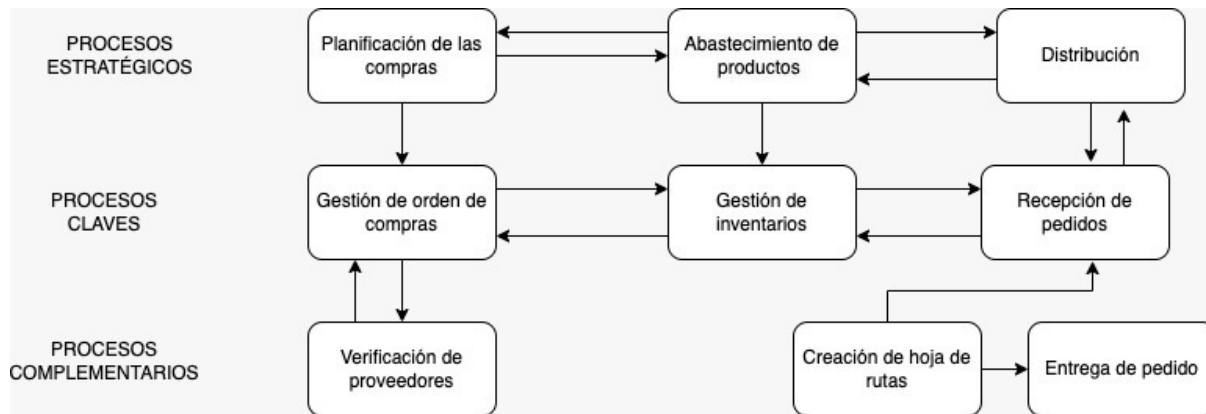 PROCESOS
ESTRATÉGICOS
Planificación de las
compras
Abastecimiento de
productos
Distribución
PROCESOS
CLAVES
Gestión de orden de
compras
Gestión de
inventarios
Recepción de
pedidos
PROCESOS
COMPLEMENTARIOS
Verificación de
proveedores
Creación de hoja de
rutas
Entrega de pedido